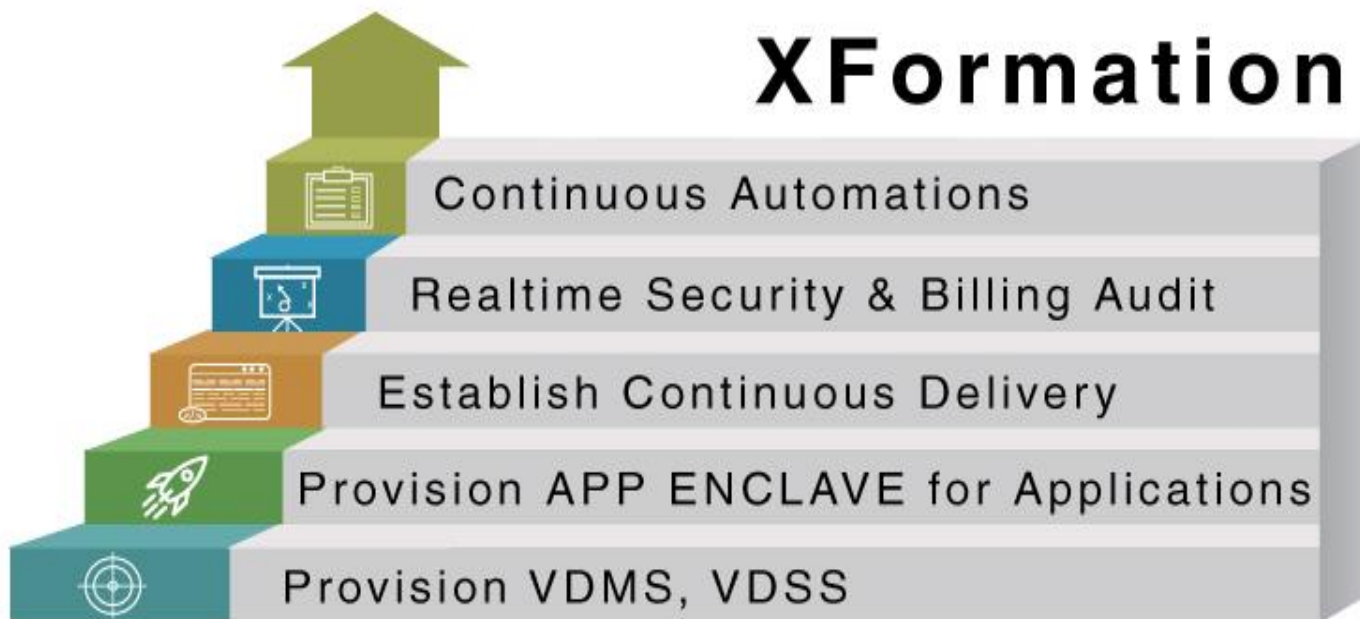 XFormation
Continuous Automations
Realtime Security & Billing Audit
Establish Continuous Delivery
Provision APP ENCLAVE for Applications
Provision VDMS, VDSS